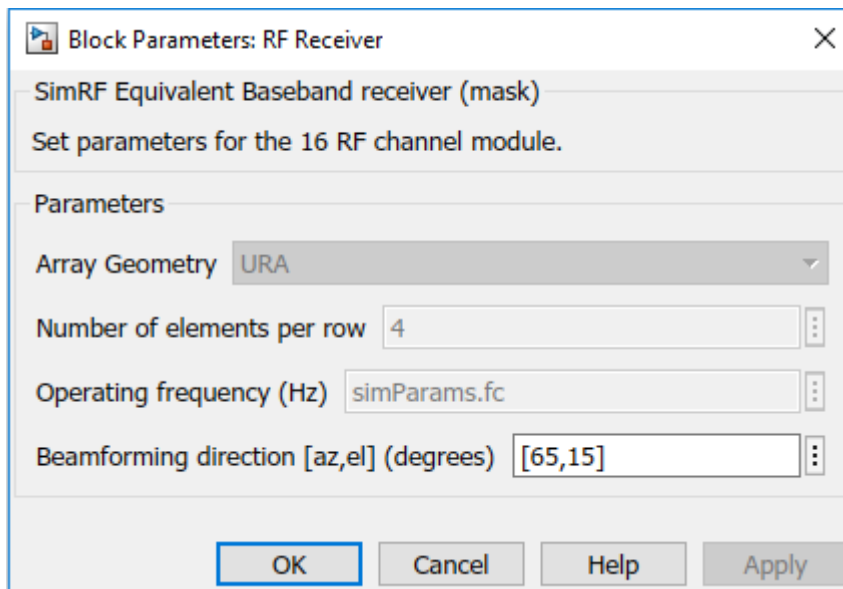 Block Parameters: RF Receiver
SimRF Equivalent Baseband receiver (mask)
Set parameters for the 16 RF channel module.
Parameters
Array Geometry URA
Number of elements per row 4
Operating frequency (Hz) simParams.fc
Beamforming direction [az,el] (degrees) [65,15]
OK Cancel Help Apply